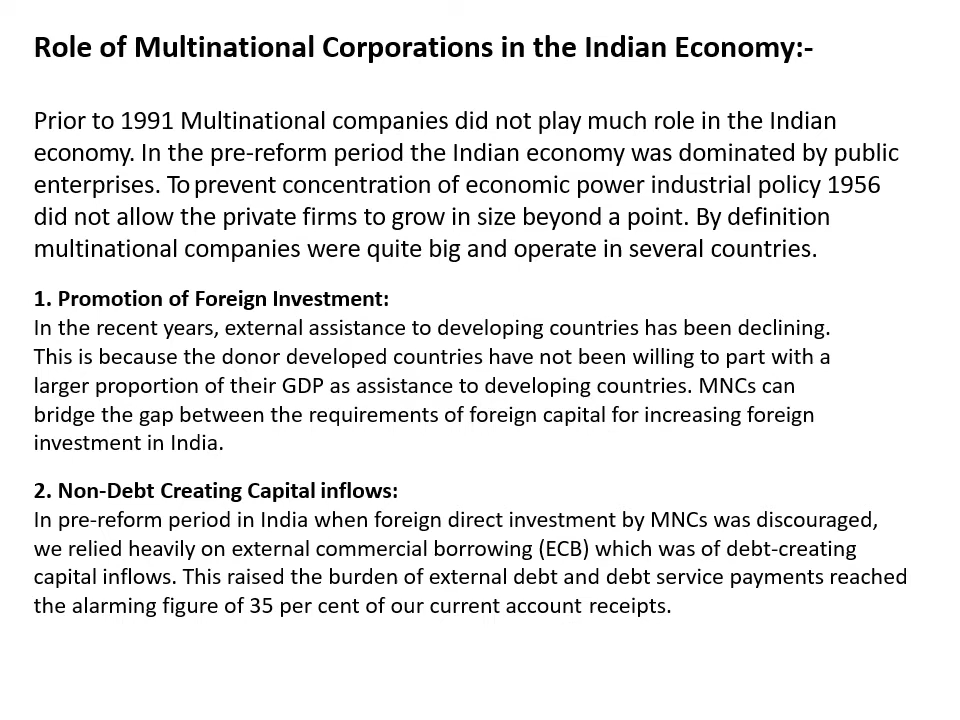 Role of Multinational Corporations in the Indian Economy:-
Prior to 1991 Multinational companies did not play much role in the Indian
economy. In the pre-reform period the Indian economy was dominated by public
enterprises. To prevent concentration of economic power industrial policy 1956
did not allow the private firms to grow in size beyond a point. By definition
multinational companies were quite big and operate in several countries.
1. Promotion of Foreign Investment:
In the recent years, external assistance to developing countries has been declining.
This is because the donor developed countries have not been willing to part with a
larger proportion of their GDP as assistance to developing countries. MNCs can
bridge the gap between the requirements of foreign capital for increasing foreign
investment in India.
2. Non-Debt Creating Capital inflows:
In pre-reform period in India when foreign direct investment by MNCs was discouraged,
we relied heavily on external commercial borrowing (ECB) which was of debt-creating
capital inflows. This raised the burden of external debt and debt service payments reached
the alarming figure of 35 per cent of our current account receipts.